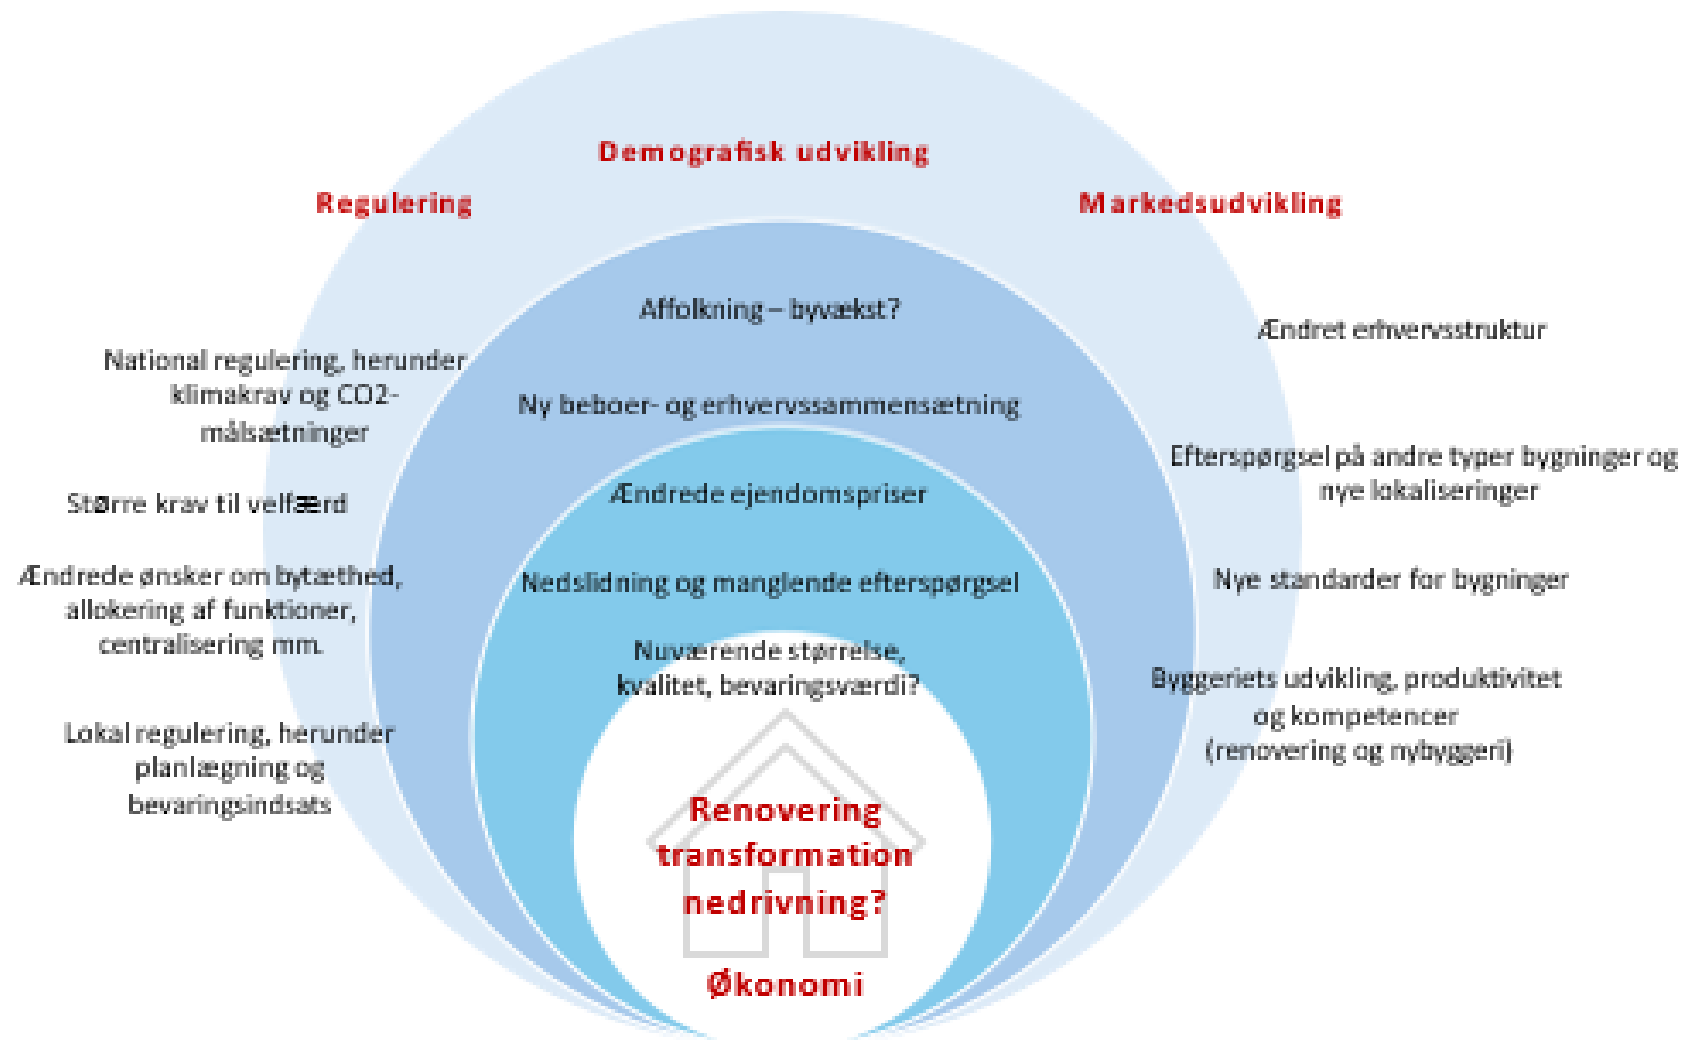 Demografisk udvikling
Regulering
Markedsudvikling
Affolkning – byvækst?
Ny beboer- og erhvervssammensætning
Ændrede ejendomspriser
Nedslidning og manglende efterspørgsel
Nuværende størrelse,
kvalitet, bevaringsværdi?
Renovering
transformation
nedrivning?
Økonomi
National regulering, herunder
klimakrav og CO2-
målsætninger
Større krav til velfærd
Ændrede ønsker om bytæthed,
allokering af funktioner,
centralisering mm.
Lokal regulering, herunder
planlægning og
bevaringsindsats
Ændret erhvervsstruktur
Efterspørgsel på andre typer bygninger og
nye lokaliseringer
Nye standarder for bygninger
Byggeriets udvikling, produktivitet
og kompetencer
(renovering og nybyggeri)